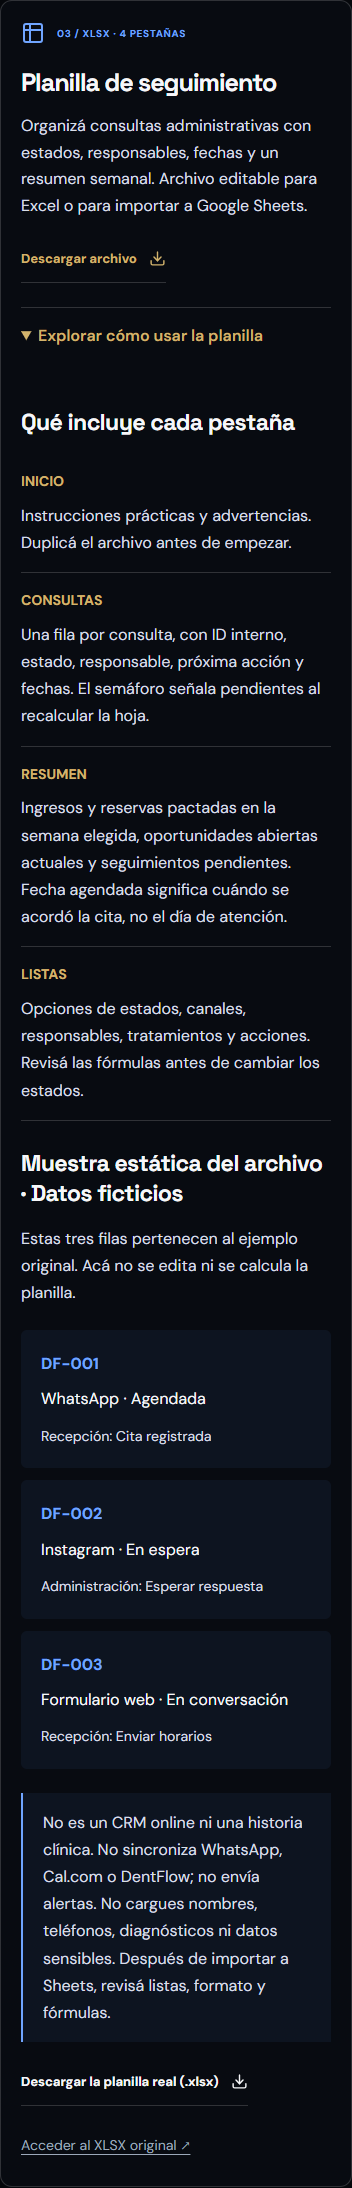 03 / XLSX · 4 PESTAÑAS
Planilla de seguimiento
Organizá consultas administrativas con
estados, responsables, fechas y un
resumen semanal. Archivo editable para
Excel o para importar a Google Sheets.
Descargar archivo
▼ Explorar cómo usar la planilla
Qué incluye cada pestaña
INICIO
Instrucciones prácticas y advertencias.
Duplicá el archivo antes de empezar.
CONSULTAS
Una fila por consulta, con ID interno,
estado, responsable, próxima acción y
fechas. El semáforo señala pendientes al
recalcular la hoja.
RESUMEN
Ingresos y reservas pactadas en la
semana elegida, oportunidades abiertas
actuales y seguimientos pendientes.
Fecha agendada significa cuándo se
acordó la cita, no el día de atención.
LISTAS
Opciones de estados, canales,
responsables, tratamientos y acciones.
Revisá las fórmulas antes de cambiar los
estados.
Muestra estática del archivo
· Datos ficticios
Estas tres filas pertenecen al ejemplo
original. Acá no se edita ni se calcula la
planilla.
DF-001
WhatsApp · Agendada
Recepción: Cita registrada
DF-002
Instagram · En espera
Administración: Esperar respuesta
DF-003
Formulario web · En conversación
Recepción: Enviar horarios
No es un CRM online ni una historia
clínica. No sincroniza WhatsApp,
Cal.com o DentFlow; no envía
alertas. No cargues nombres,
teléfonos, diagnósticos ni datos
sensibles. Después de importar a
Sheets, revisá listas, formato y
fórmulas.
Descargar la planilla real (.xlsx)
Acceder al XLSX original ↗